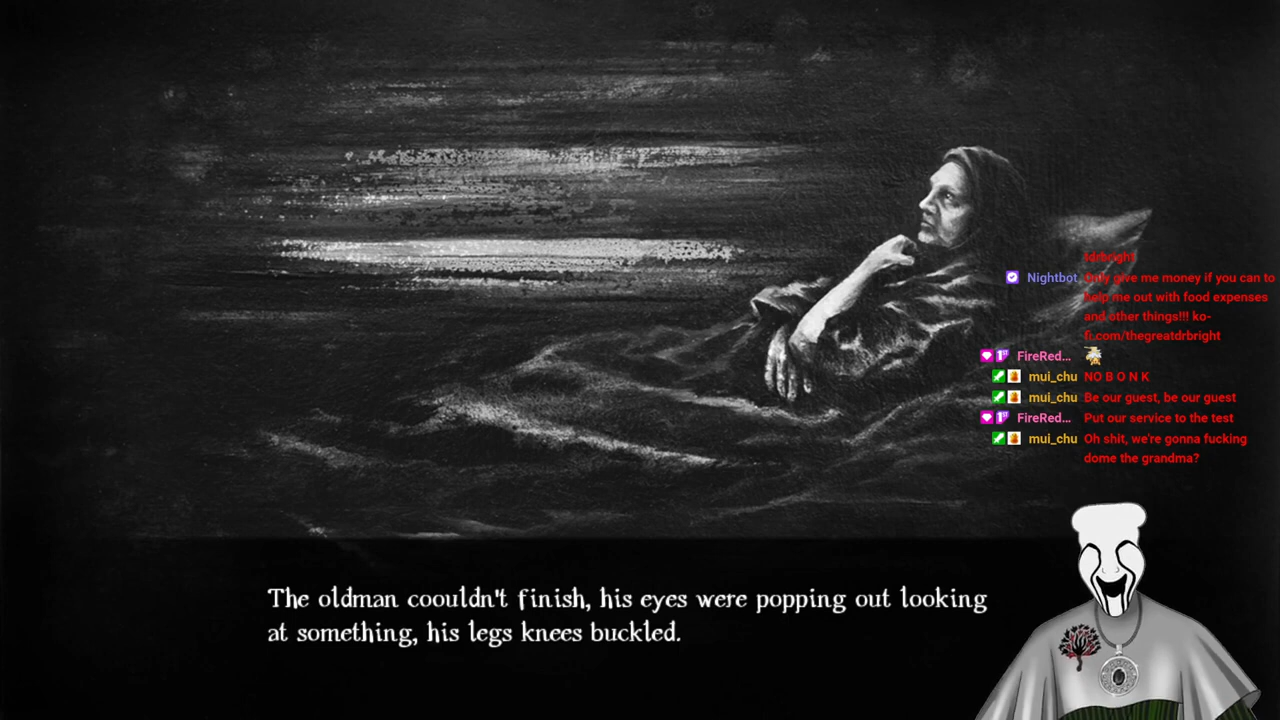 tdrbright
Nightbot Only give me money if you can to
help me out with food expenses
and other things!!! ko-
fi.com/thegreatdrbright
FireRed...
mui_chu NO B O N K
mui_chu Be our guest, be our guest
FireRed... Put our service to the test
mui_chu Oh shit, we're gonna fucking
dome the grandma?
The oldman coouldn't finish, his eyes were popping out looking
at something, his legs knees buckled.